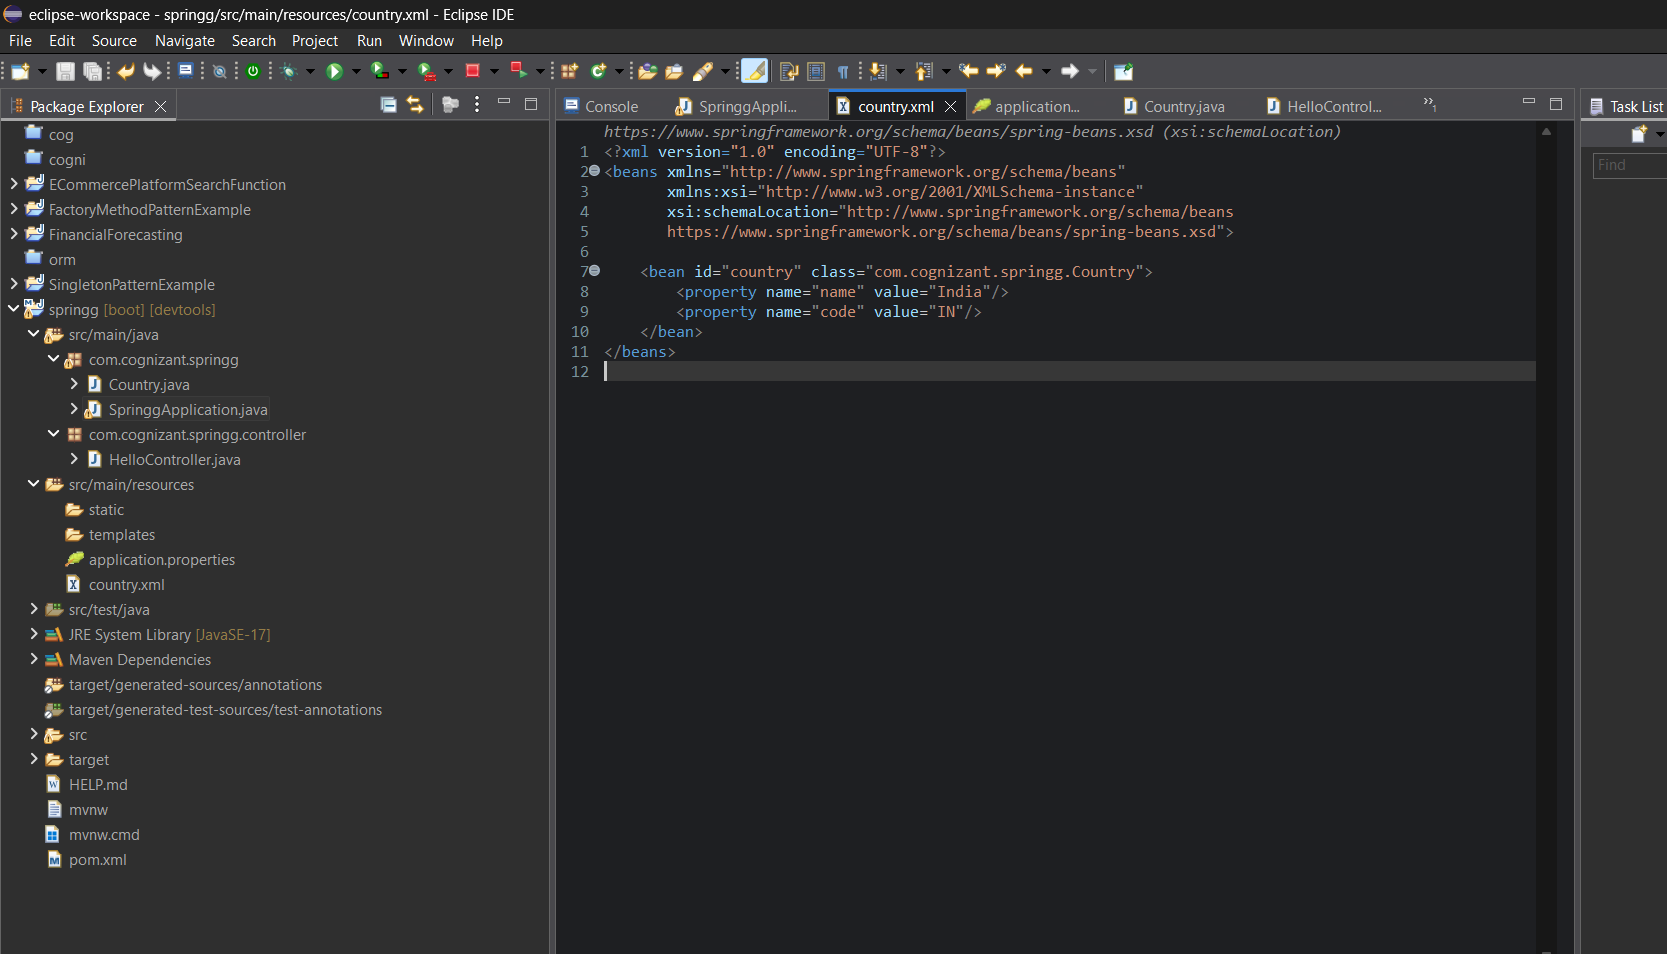 eclipse-workspace - springg/src/main/resources/country.xml - Eclipse IDE
File Edit Source Navigate Search Project Run Window Help
Package Explorer
cog
cogni
ECommercePlatformSearchFunction
FactoryMethodPatternExample
FinancialForecasting
orm
SingletonPatternExample
springg [boot] [devtools]
src/main/java
com.cognizant.springg
Country.java
SpringgApplication.java
com.cognizant.springg.controller
HelloController.java
src/main/resources
static
templates
application.properties
country.xml
src/test/java
JRE System Library [JavaSE-17]
Maven Dependencies
target/generated-sources/annotations
target/generated-test-sources/test-annotations
src
target
HELP.md
mvnw
mvnw.cmd
pom.xml
Console SpringgAppli... country.xml application... Country.java HelloControl... »1
https://www.springframework.org/schema/beans/spring-beans.xsd (xsi:schemaLocation)
1 <?xml version="1.0" encoding="UTF-8"?>
2 <beans xmlns="http://www.springframework.org/schema/beans"
3 xmlns:xsi="http://www.w3.org/2001/XMLSchema-instance"
4 xsi:schemaLocation="http://www.springframework.org/schema/beans
5 https://www.springframework.org/schema/beans/spring-beans.xsd">
6
7 <bean id="country" class="com.cognizant.springg.Country">
8 <property name="name" value="India"/>
9 <property name="code" value="IN"/>
10 </bean>
11 </beans>
12
Task List
Find